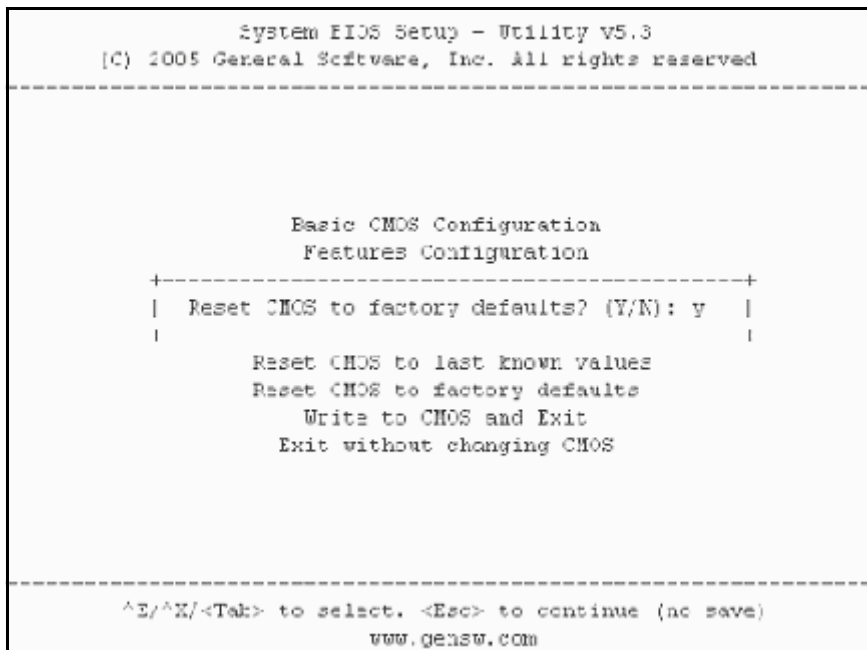 System BIOS Setup - Utility v5.3
(C) 2005 General Software, Inc. All rights reserved
Basic CMOS Configuration
Features Configuration
Reset CMOS to factory defaults? (Y/N): y
Reset CMOS to last known values
Reset CMOS to factory defaults
Write to CMOS and Exit
Exit without changing CMOS
^E/^X/<Tab> to select. <Esc> to continue (no save)
www.gensw.com